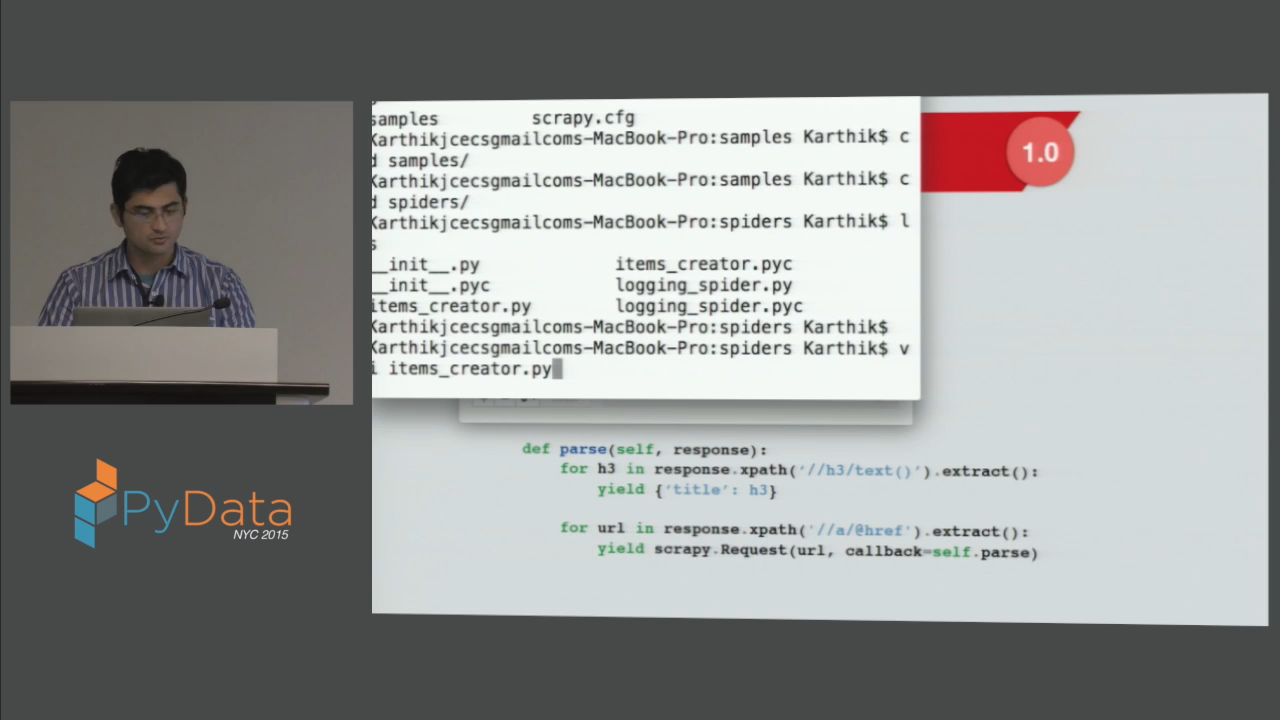 samples scrapy.cfg
Karthikjcecsgmailcoms-MacBook-Pro:samples Karthik$ c
d samples/
Karthikjcecsgmailcoms-MacBook-Pro:samples Karthik$ c
d spiders/
Karthikjcecsgmailcoms-MacBook-Pro:spiders Karthik$ l
s
__init__.py items_creator.pyc
__init__.pyc logging_spider.py
items_creator.py logging_spider.pyc
Karthikjcecsgmailcoms-MacBook-Pro:spiders Karthik$
Karthikjcecsgmailcoms-MacBook-Pro:spiders Karthik$ v
i items_creator.py
1.0
def parse(self, response):
for h3 in response.xpath('//h3/text()').extract():
yield {'title': h3}
for url in response.xpath('//a/@href').extract():
yield scrapy.Request(url, callback=self.parse)
PyData
NYC 2015